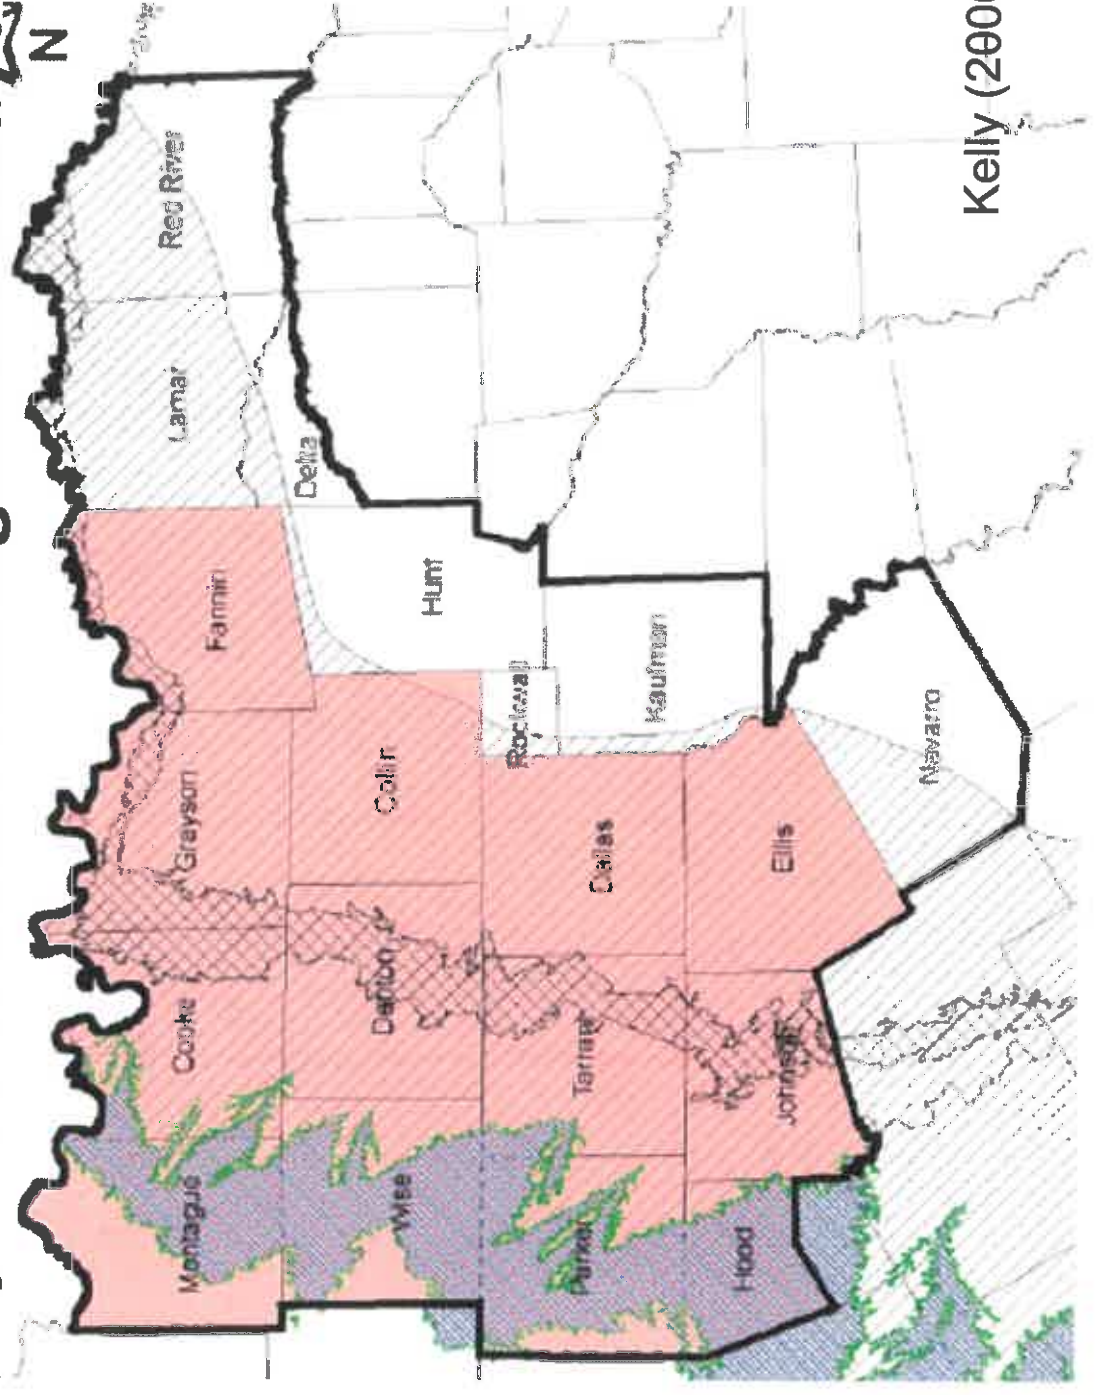 N
Red River
Lamar
Delta
Fannin
Hunt
Grayson
Collin
Rockwall
Kaufman
Cooke
Denton
Dallas
Ellis
Navarro
Montague
Wise
Tarrant
Johnson
Parker
Hood
Kelly (200